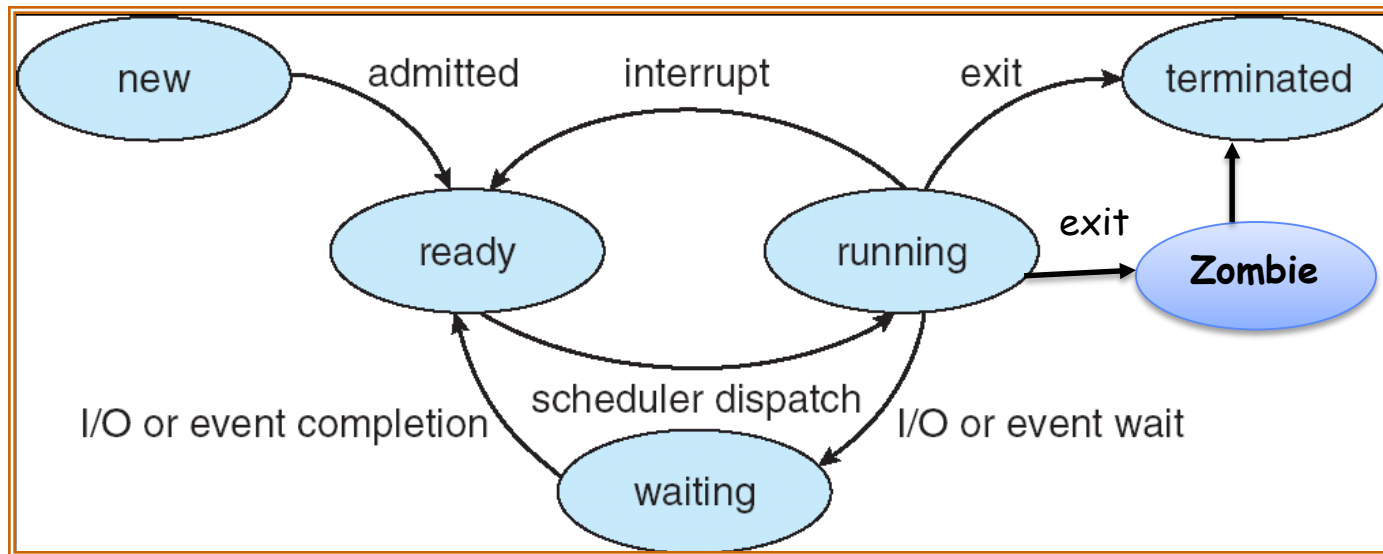 new
admitted
interrupt
exit
terminated
ready
running
exit
Zombie
scheduler dispatch
I/O or event completion
I/O or event wait
waiting